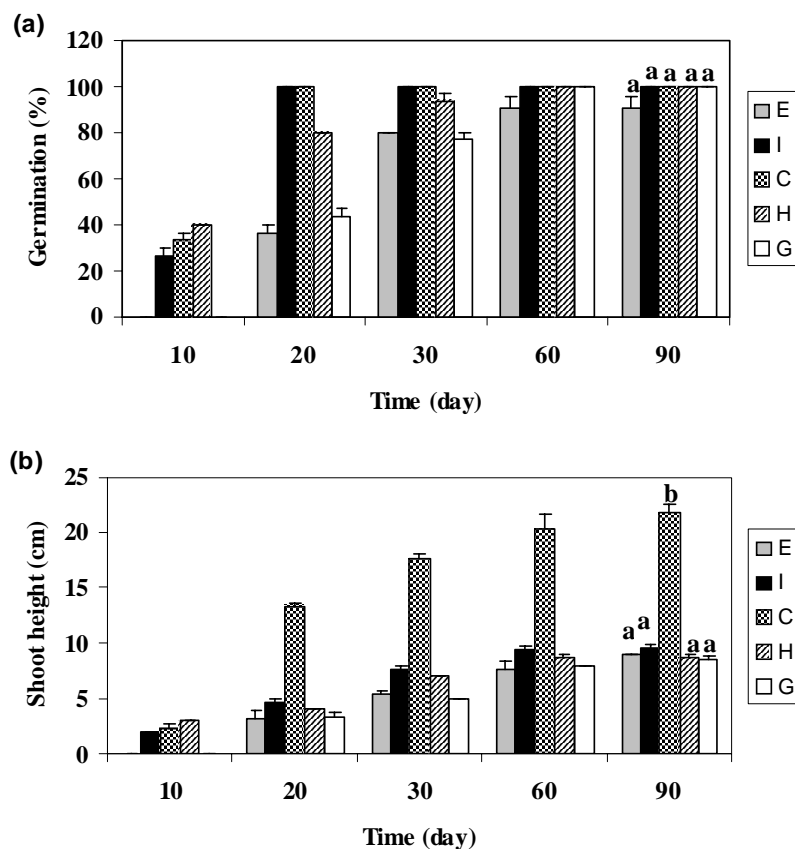 (a)
120
100
80
60
40
20
0
Germination (%)
a a a a a
10 20 30 60 90
Time (day)
E
I
C
H
G
(b)
25
20
15
10
5
0
Shoot height (cm)
a a b a a
10 20 30 60 90
Time (day)
E
I
C
H
G